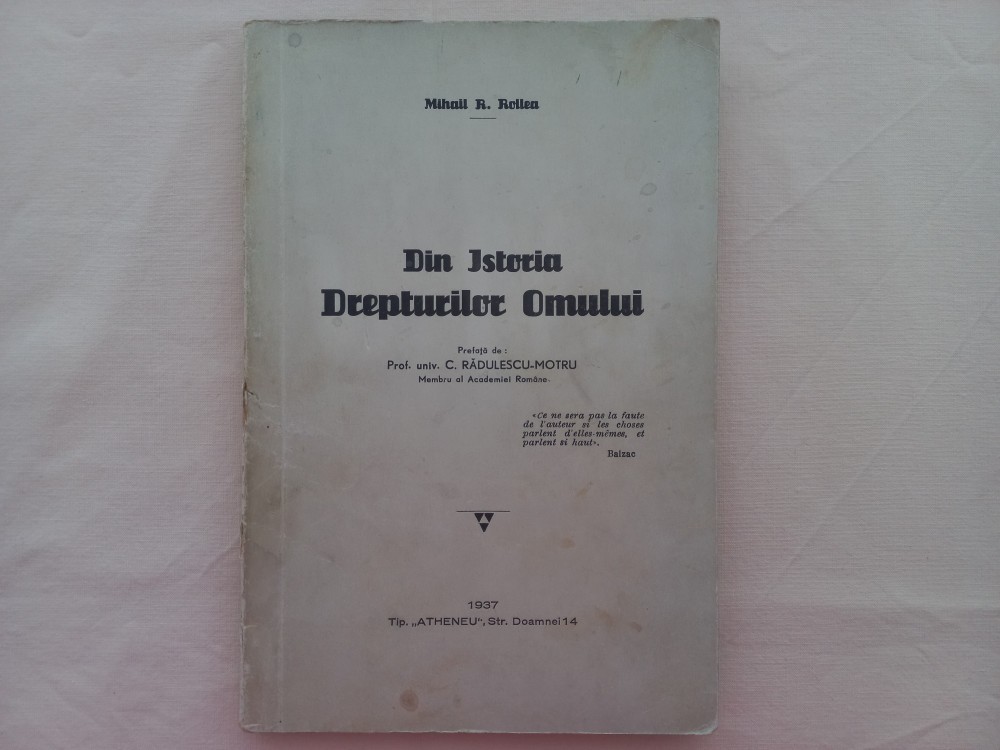 Mihail R. Roilea
Din Istoria
Drepturilor Omului
Prefață de :
Prof. univ. C. RĂDULESCU-MOTRU
Membru al Academiei Române.
«Ce ne sera pas la faute
de l'auteur si les choses
parlent d'elles-mêmes, et
parlent si haut».
Balzac
1937
Tip. „ATHENEU“, Str. Doamnei 14